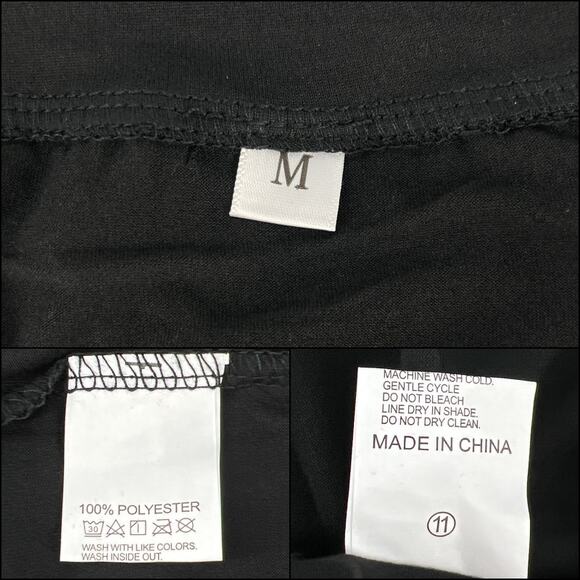 M
100% POLYESTER
30
WASH WITH LIKE COLORS.
WASH INSIDE OUT.
MACHINE WASH COLD.
GENTLE CYCLE
DO NOT BLEACH
LINE DRY IN SHADE.
DO NOT DRY CLEAN.
MADE IN CHINA
11